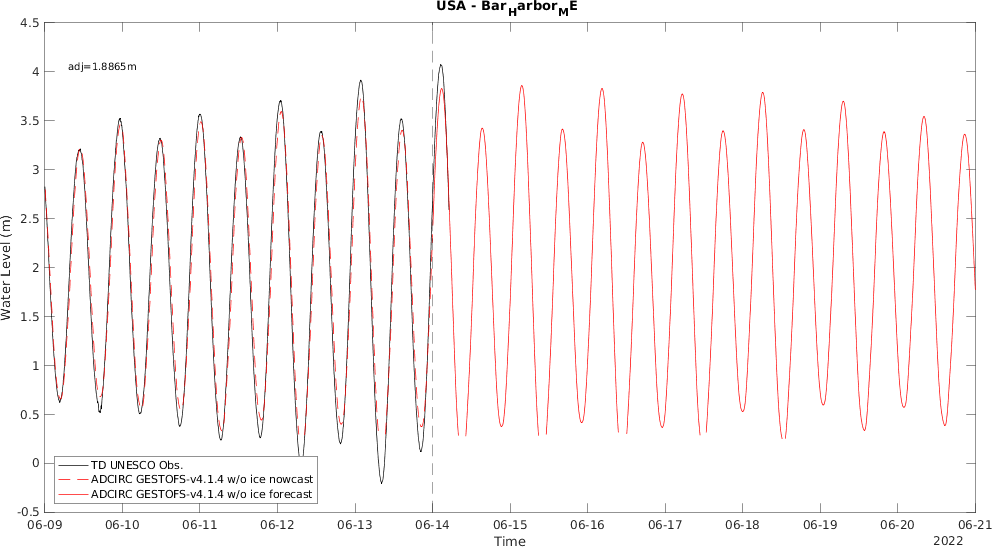 USA - Bar_Harbor_ME
4.5
adj=1.8865m
4
3.5
3
2.5
2
1.5
1
0.5
0
-0.5
Water Level (m)
TD UNESCO Obs.
ADCIRC GESTOFS-v4.1.4 w/o ice nowcast
ADCIRC GESTOFS-v4.1.4 w/o ice forecast
06-09 06-10 06-11 06-12 06-13 06-14 06-15 06-16 06-17 06-18 06-19 06-20 06-21
Time
2022